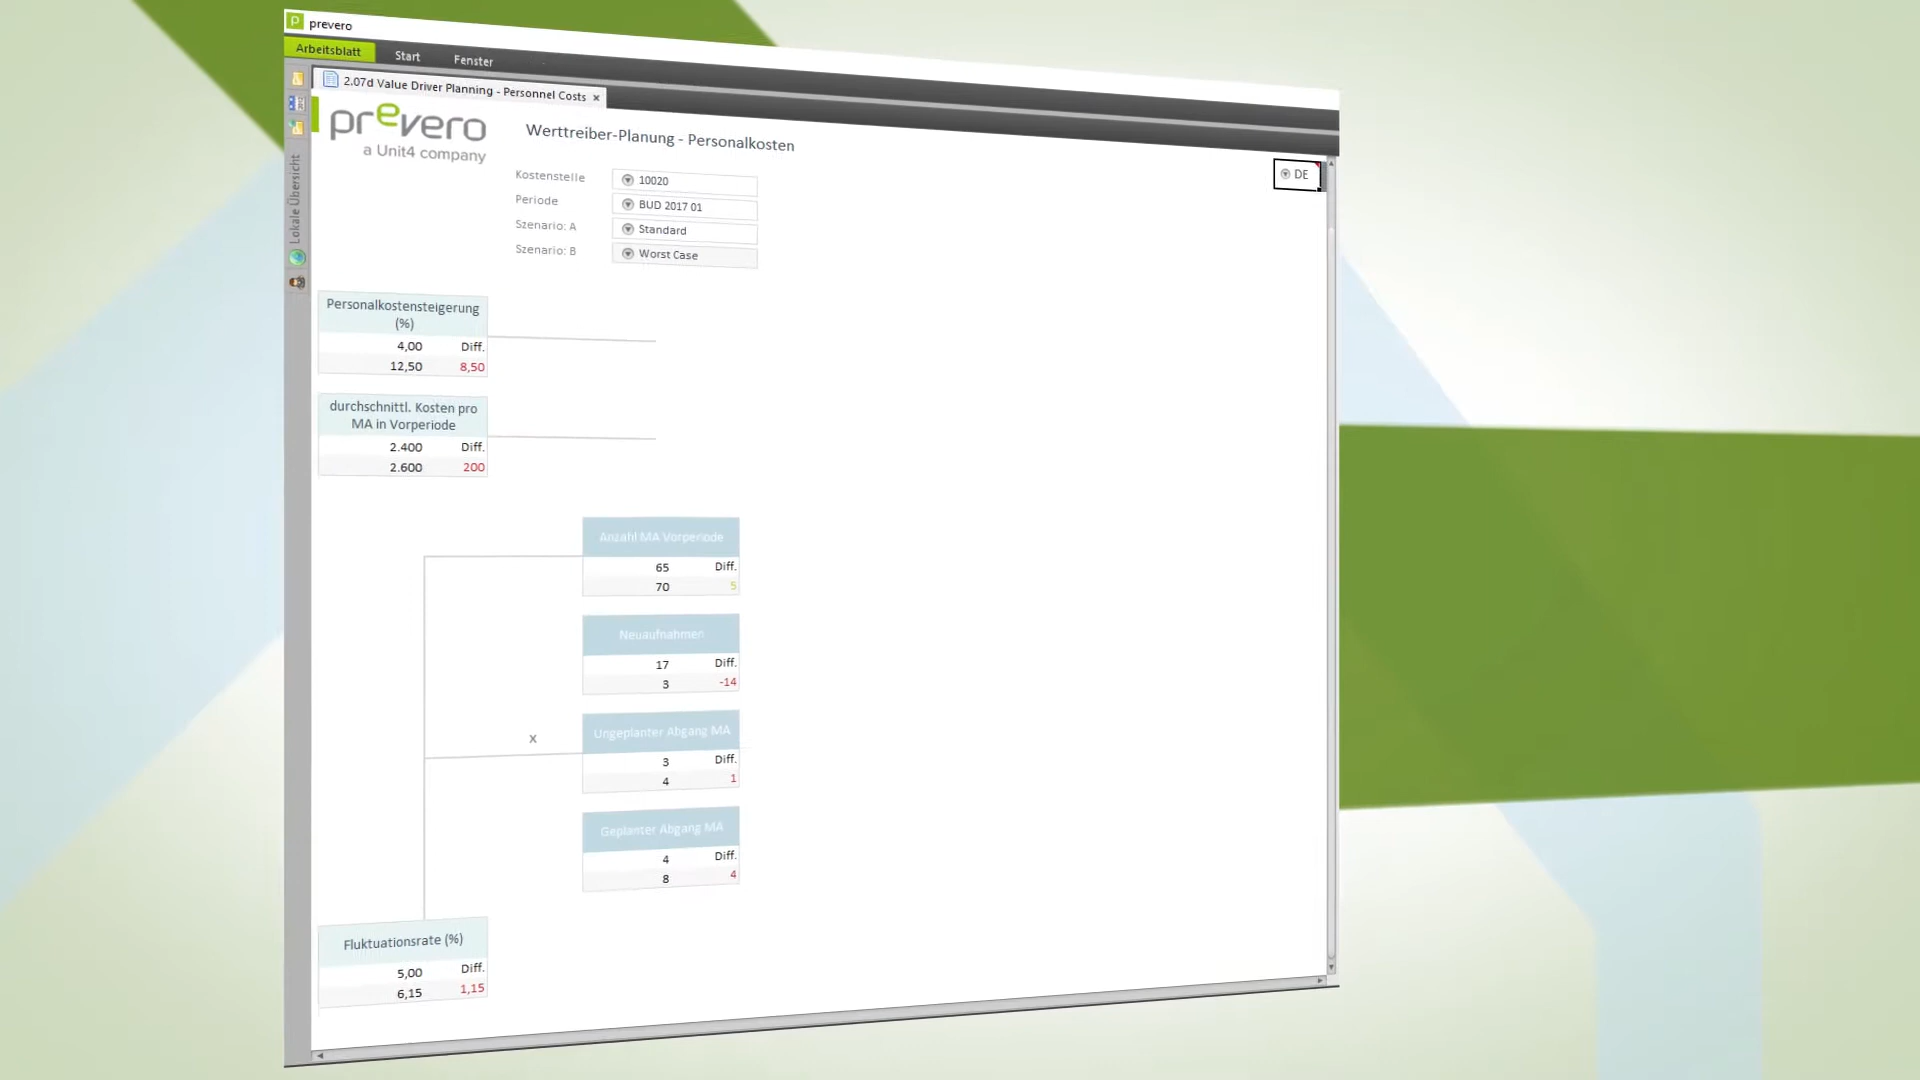 prevero
Arbeitsblatt Start Fenster
2.07d Value Driver Planning - Personnel Costs x
prevero
a Unit4 company
Werttreiber-Planung - Personalkosten
DE
Kostenstelle 10020
Periode BUD 2017 01
Szenario: A Standard
Szenario: B Worst Case
Lokale Übersicht
Personalkostensteigerung
(%)
4,00 Diff.
12,50 8,50
durchschnittl. Kosten pro
MA in Vorperiode
2.400 Diff.
2.600 200
Anzahl MA Vorperiode
65 Diff.
70 5
Neuaufnahmen
17 Diff.
3 -14
x
Ungeplanter Abgang MA
3 Diff.
4 1
Geplanter Abgang MA
4 Diff.
8 4
Fluktuationsrate (%)
5,00 Diff.
6,15 1,15